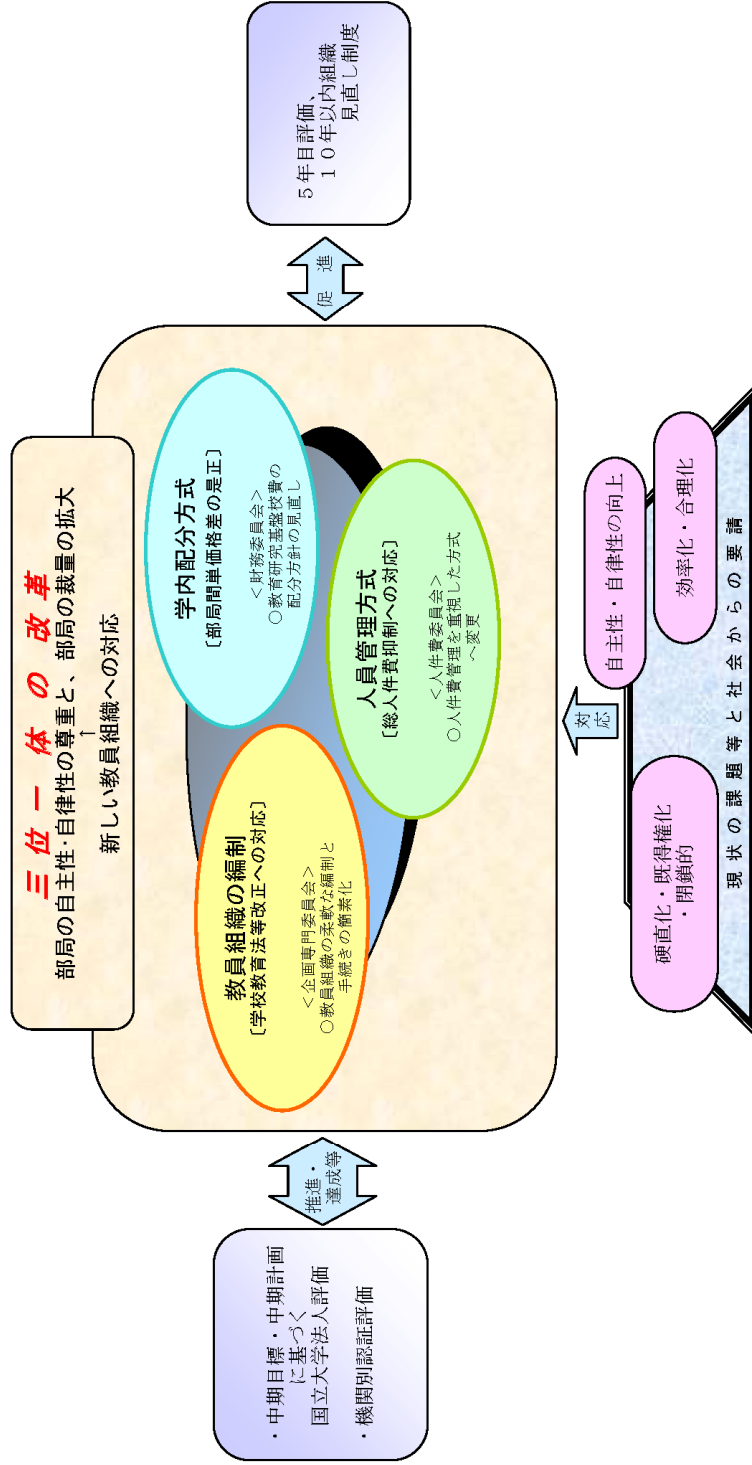 三位一体の改革
部局の自主性・自律性の尊重と、部局の裁量の拡大
↑
新しい教員組織への対応
・中期目標・中期計画
に基づく
国立大学法人評価
・機関別認証評価
推進・
達成等
教員組織の編制
〔学校教育法等改正への対応〕
＜企画専門委員会＞
○教員組織の柔軟な編制と
手続きの簡素化
学内配分方式
〔部局間単価格差の是正〕
＜財務委員会＞
○教育研究基盤校費の
配分方針の見直し
人員管理方式
〔総人件費抑制への対応〕
＜人件費委員会＞
○人件費管理を重視した方式
へ変更
促進
５年目評価、
１０年以内組織
見直し制度
対応
硬直化・既得権化
・閉鎖的
自主性・自律性の向上
効率化・合理化
現状の課題等と社会からの要請